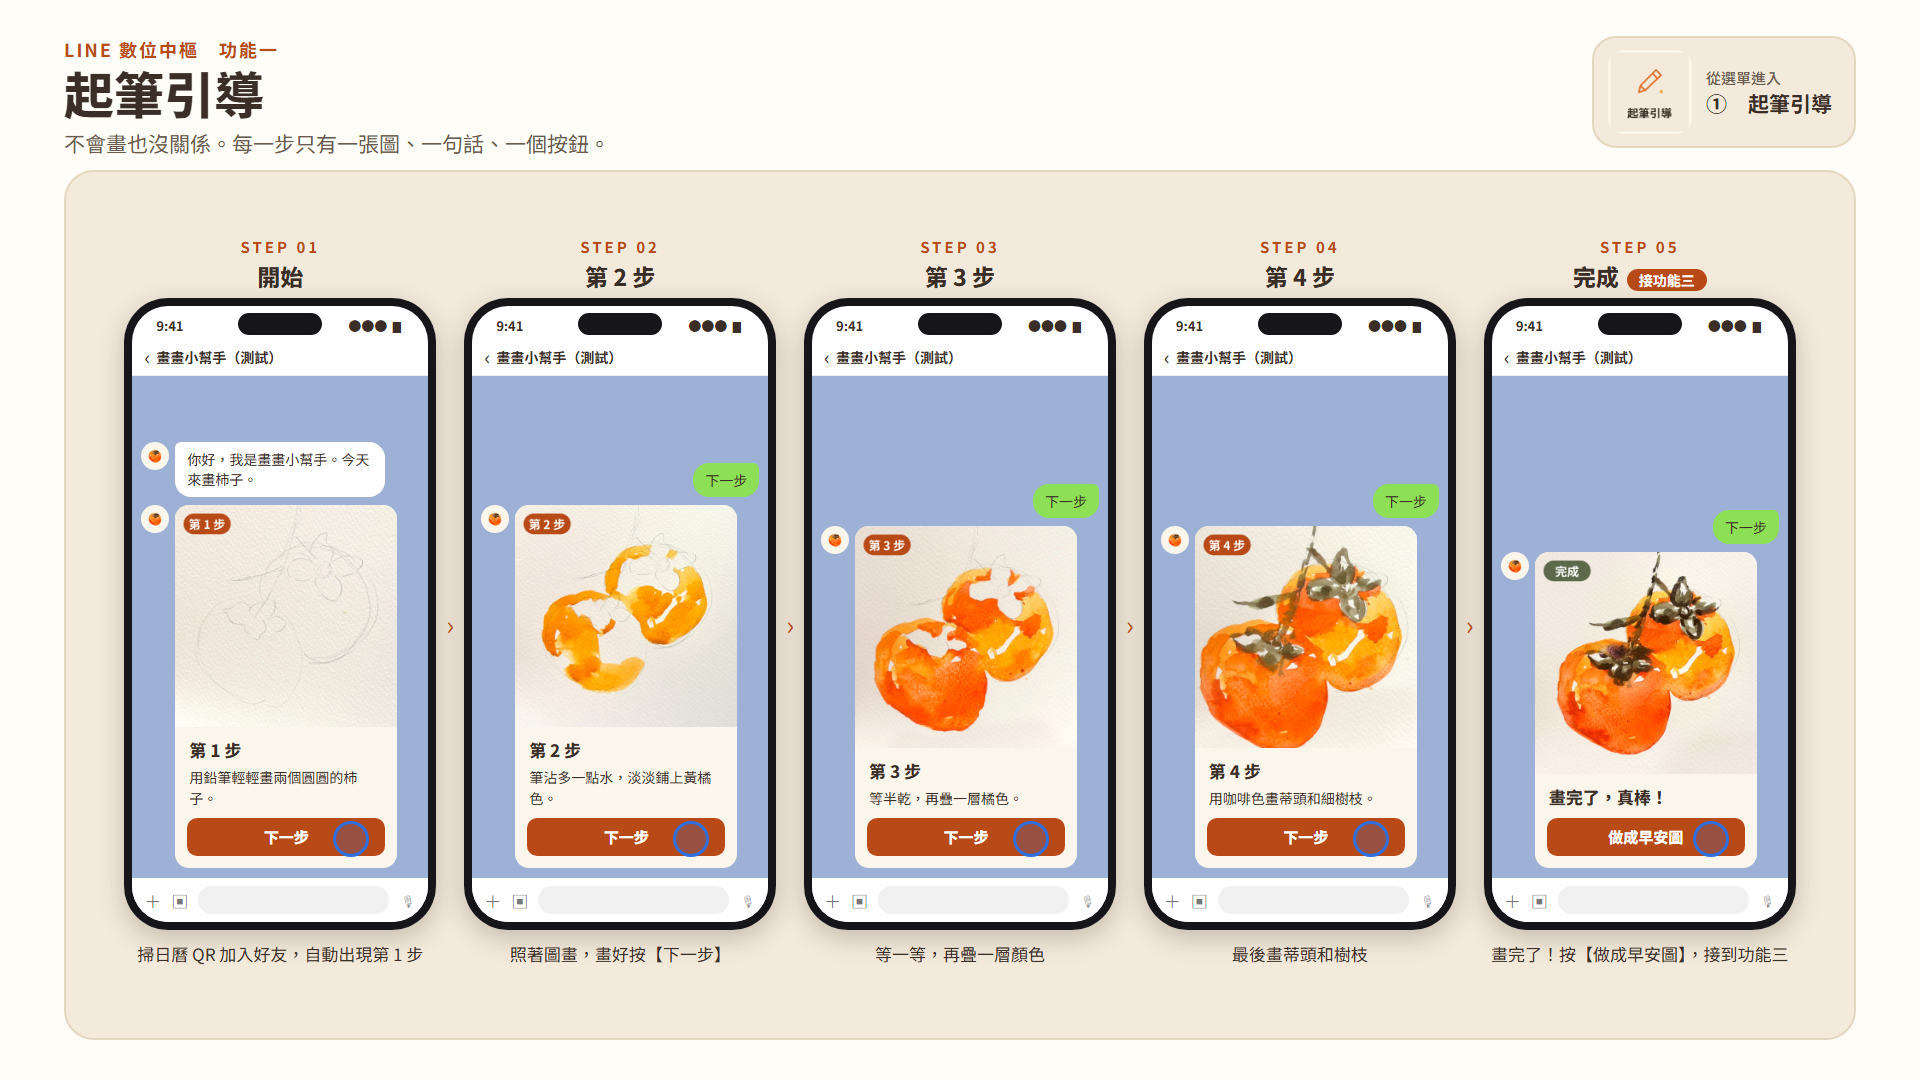 LINE 數位中樞　功能一
起筆引導
不會畫也沒關係。每一步只有一張圖、一句話、一個按鈕。
起筆引導
從選單進入
①　起筆引導
STEP 01
開始
9:41
畫畫小幫手（測試）
你好，我是畫畫小幫手。今天
來畫柿子。
第 1 步
第 1 步
用鉛筆輕輕畫兩個圓圓的柿
子。
下一步
掃日曆 QR 加入好友，自動出現第 1 步
STEP 02
第 2 步
9:41
畫畫小幫手（測試）
下一步
第 2 步
第 2 步
筆沾多一點水，淡淡鋪上黃橘
色。
下一步
照著圖畫，畫好按【下一步】
STEP 03
第 3 步
9:41
畫畫小幫手（測試）
下一步
第 3 步
第 3 步
等半乾，再疊一層橘色。
下一步
等一等，再疊一層顏色
STEP 04
第 4 步
9:41
畫畫小幫手（測試）
下一步
第 4 步
第 4 步
用咖啡色畫蒂頭和細樹枝。
下一步
最後畫蒂頭和樹枝
STEP 05
完成 接功能三
9:41
畫畫小幫手（測試）
下一步
完成
畫完了，真棒！
做成早安圖
畫完了！按【做成早安圖】，接到功能三